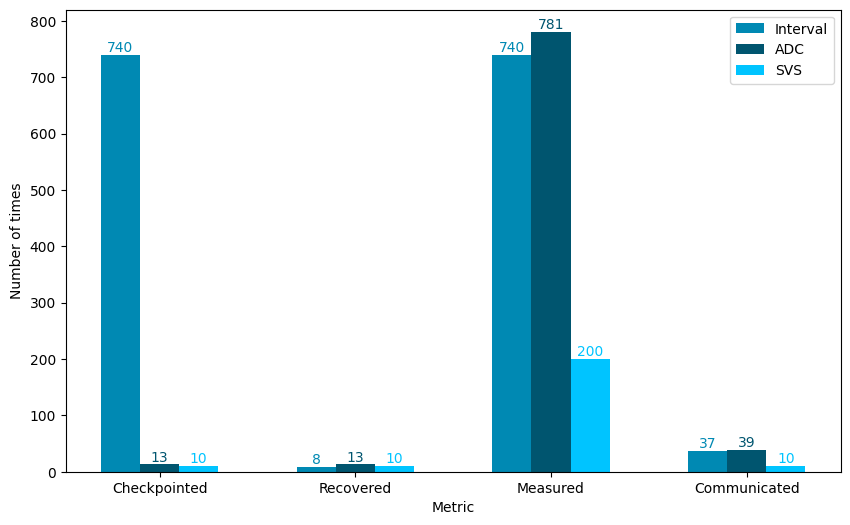 Number of times
800
700
600
500
400
300
200
100
0
740
13
10
8
13
10
740
781
200
37
39
10
Interval
ADC
SVS
Checkpointed
Recovered
Measured
Communicated
Metric